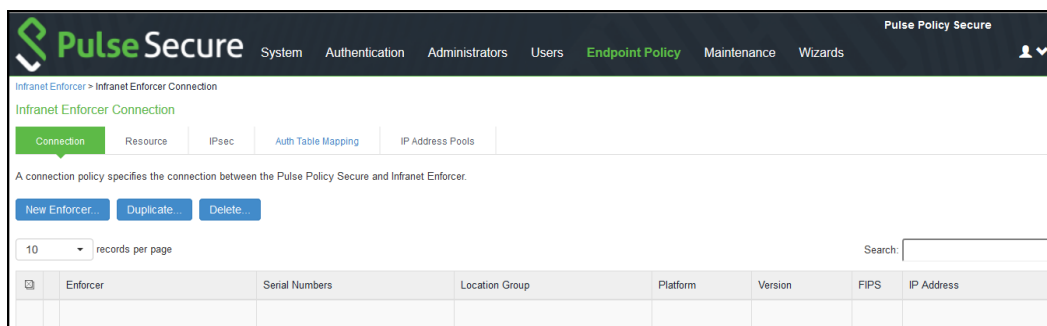 Pulse Policy Secure
Pulse Secure System Authentication Administrators Users Endpoint Policy Maintenance Wizards
Infranet Enforcer > Infranet Enforcer Connection
Infranet Enforcer Connection
Connection Resource IPsec Auth Table Mapping IP Address Pools
A connection policy specifies the connection between the Pulse Policy Secure and Infranet Enforcer.
New Enforcer... Duplicate... Delete...
10 records per page Search:
Enforcer Serial Numbers Location Group Platform Version FIPS IP Address